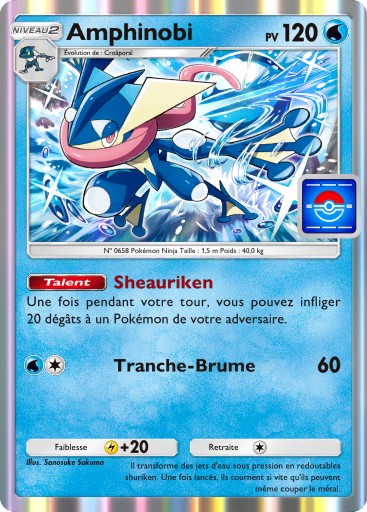 NIVEAU 2 Amphinobi PV 120
Évolution de : Croâporal
N° 0658 Pokémon Ninja Taille : 1,5 m Poids : 40,0 kg
Talent Sheauriken
Une fois pendant votre tour, vous pouvez infliger
20 dégâts à un Pokémon de votre adversaire.
Tranche-Brume 60
Faiblesse +20 Retraite
Illus. Sanosuke Sakuma
Il transforme des jets d'eau sous pression en redoutables
shuriken. Une fois lancés, ils tournent si vite qu'ils peuvent
même couper le métal.